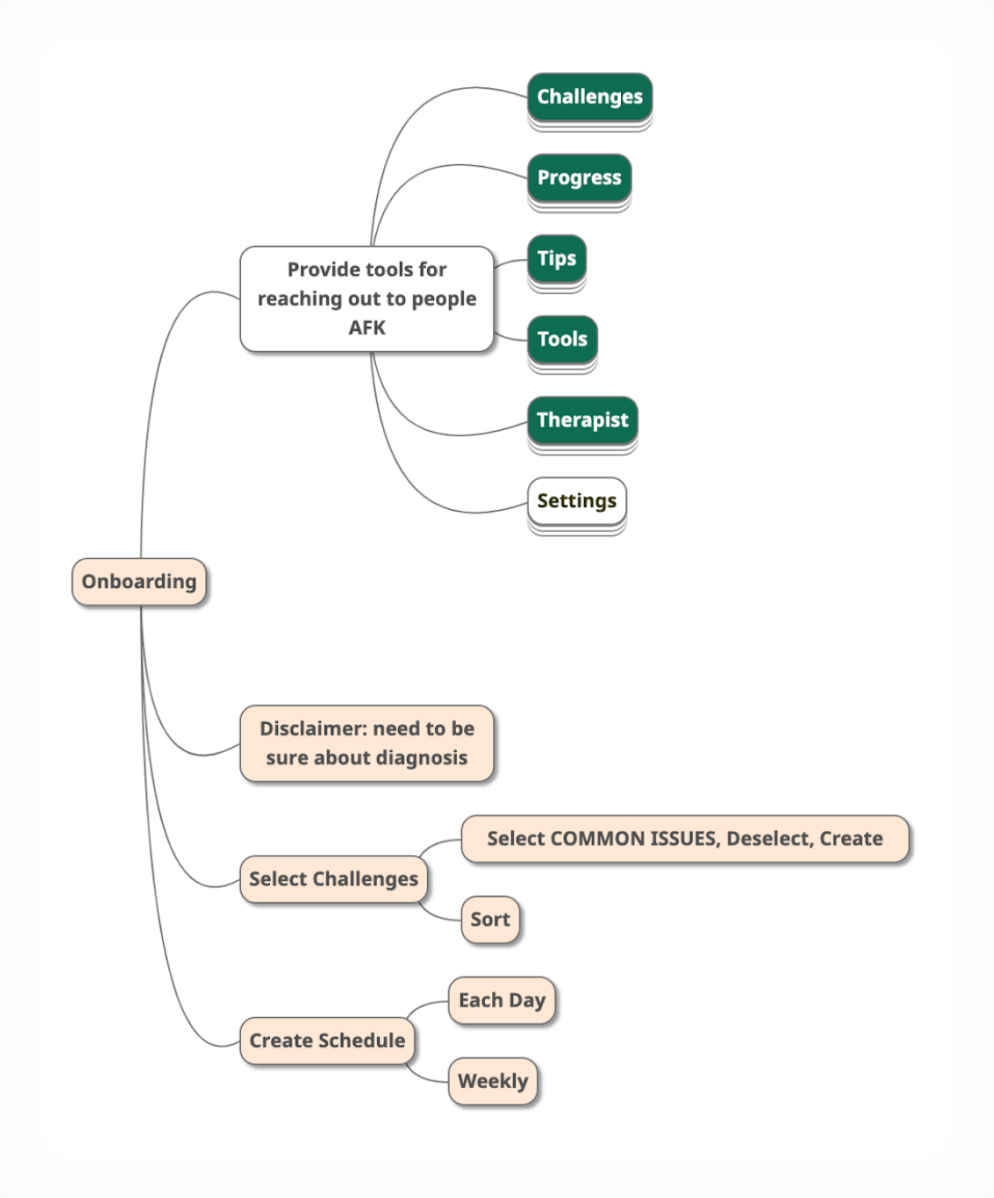 Challenges
Progress
Provide tools for
reaching out to people
AFK
Tips
Tools
Therapist
Settings
Onboarding
Disclaimer: need to be
sure about diagnosis
Select Challenges
Select COMMON ISSUES, Deselect, Create
Sort
Create Schedule
Each Day
Weekly